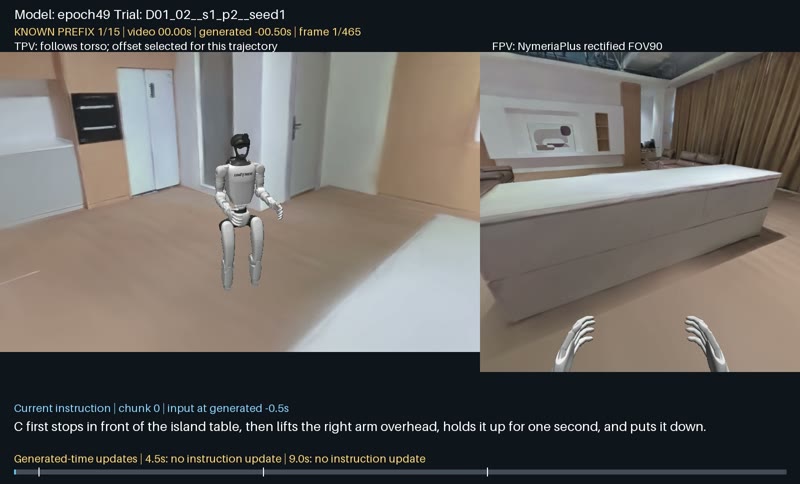 Model: epoch49 Trial: D01_02__s1_p2__seed1
KNOWN PREFIX 1/15 | video 00.00s | generated -00.50s | frame 1/465
TPV: follows torso; offset selected for this trajectory
FPV: NymeriaPlus rectified FOV90
Current instruction | chunk 0 | input at generated -0.5s
C first stops in front of the island table, then lifts the right arm overhead, holds it up for one second, and puts it down.
Generated-time updates | 4.5s: no instruction update | 9.0s: no instruction update